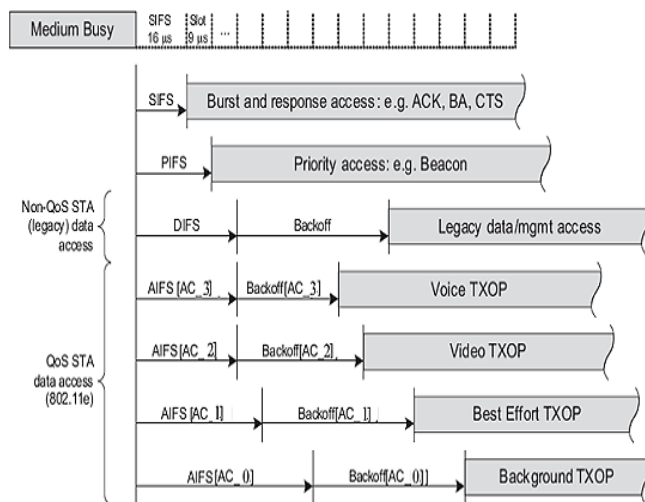 Medium Busy
SIFS
16 µs
Slot
9 µs
...
SIFS
Burst and response access: e.g. ACK, BA, CTS
PIFS
Priority access: e.g. Beacon
Non-QoS STA
(legacy) data
access
DIFS
Backoff
Legacy data/mgmt access
QoS STA
data access
(802.11e)
AIFS[AC_3]
Backoff[AC_3]
Voice TXOP
AIFS[AC_2]
Backoff[AC_2]
Video TXOP
AIFS[AC_1]
Backoff[AC_1]
Best Effort TXOP
AIFS[AC_0]
Backoff[AC_0]]
Background TXOP